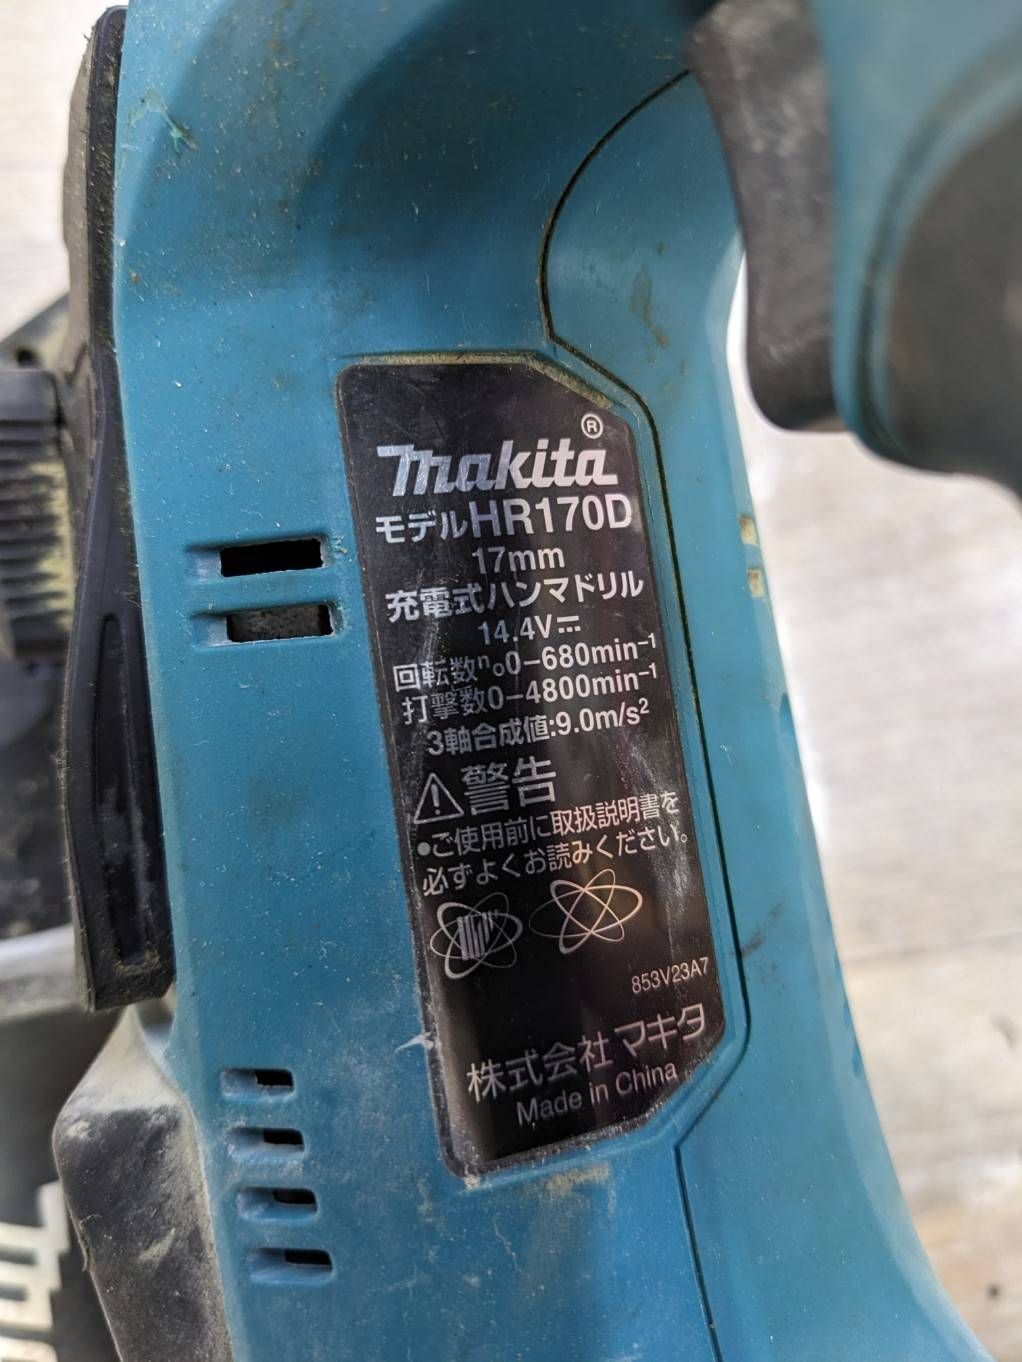 makita®
モデルHR170D
17mm
充電式ハンマドリル
14.4V⎓
回転数n₀0-680min⁻¹
打撃数0-4800min⁻¹
3軸合成値:9.0m/s²
⚠警告
●ご使用前に取扱説明書を
必ずよくお読みください。
853V23A7
株式会社 マキタ
Made in China